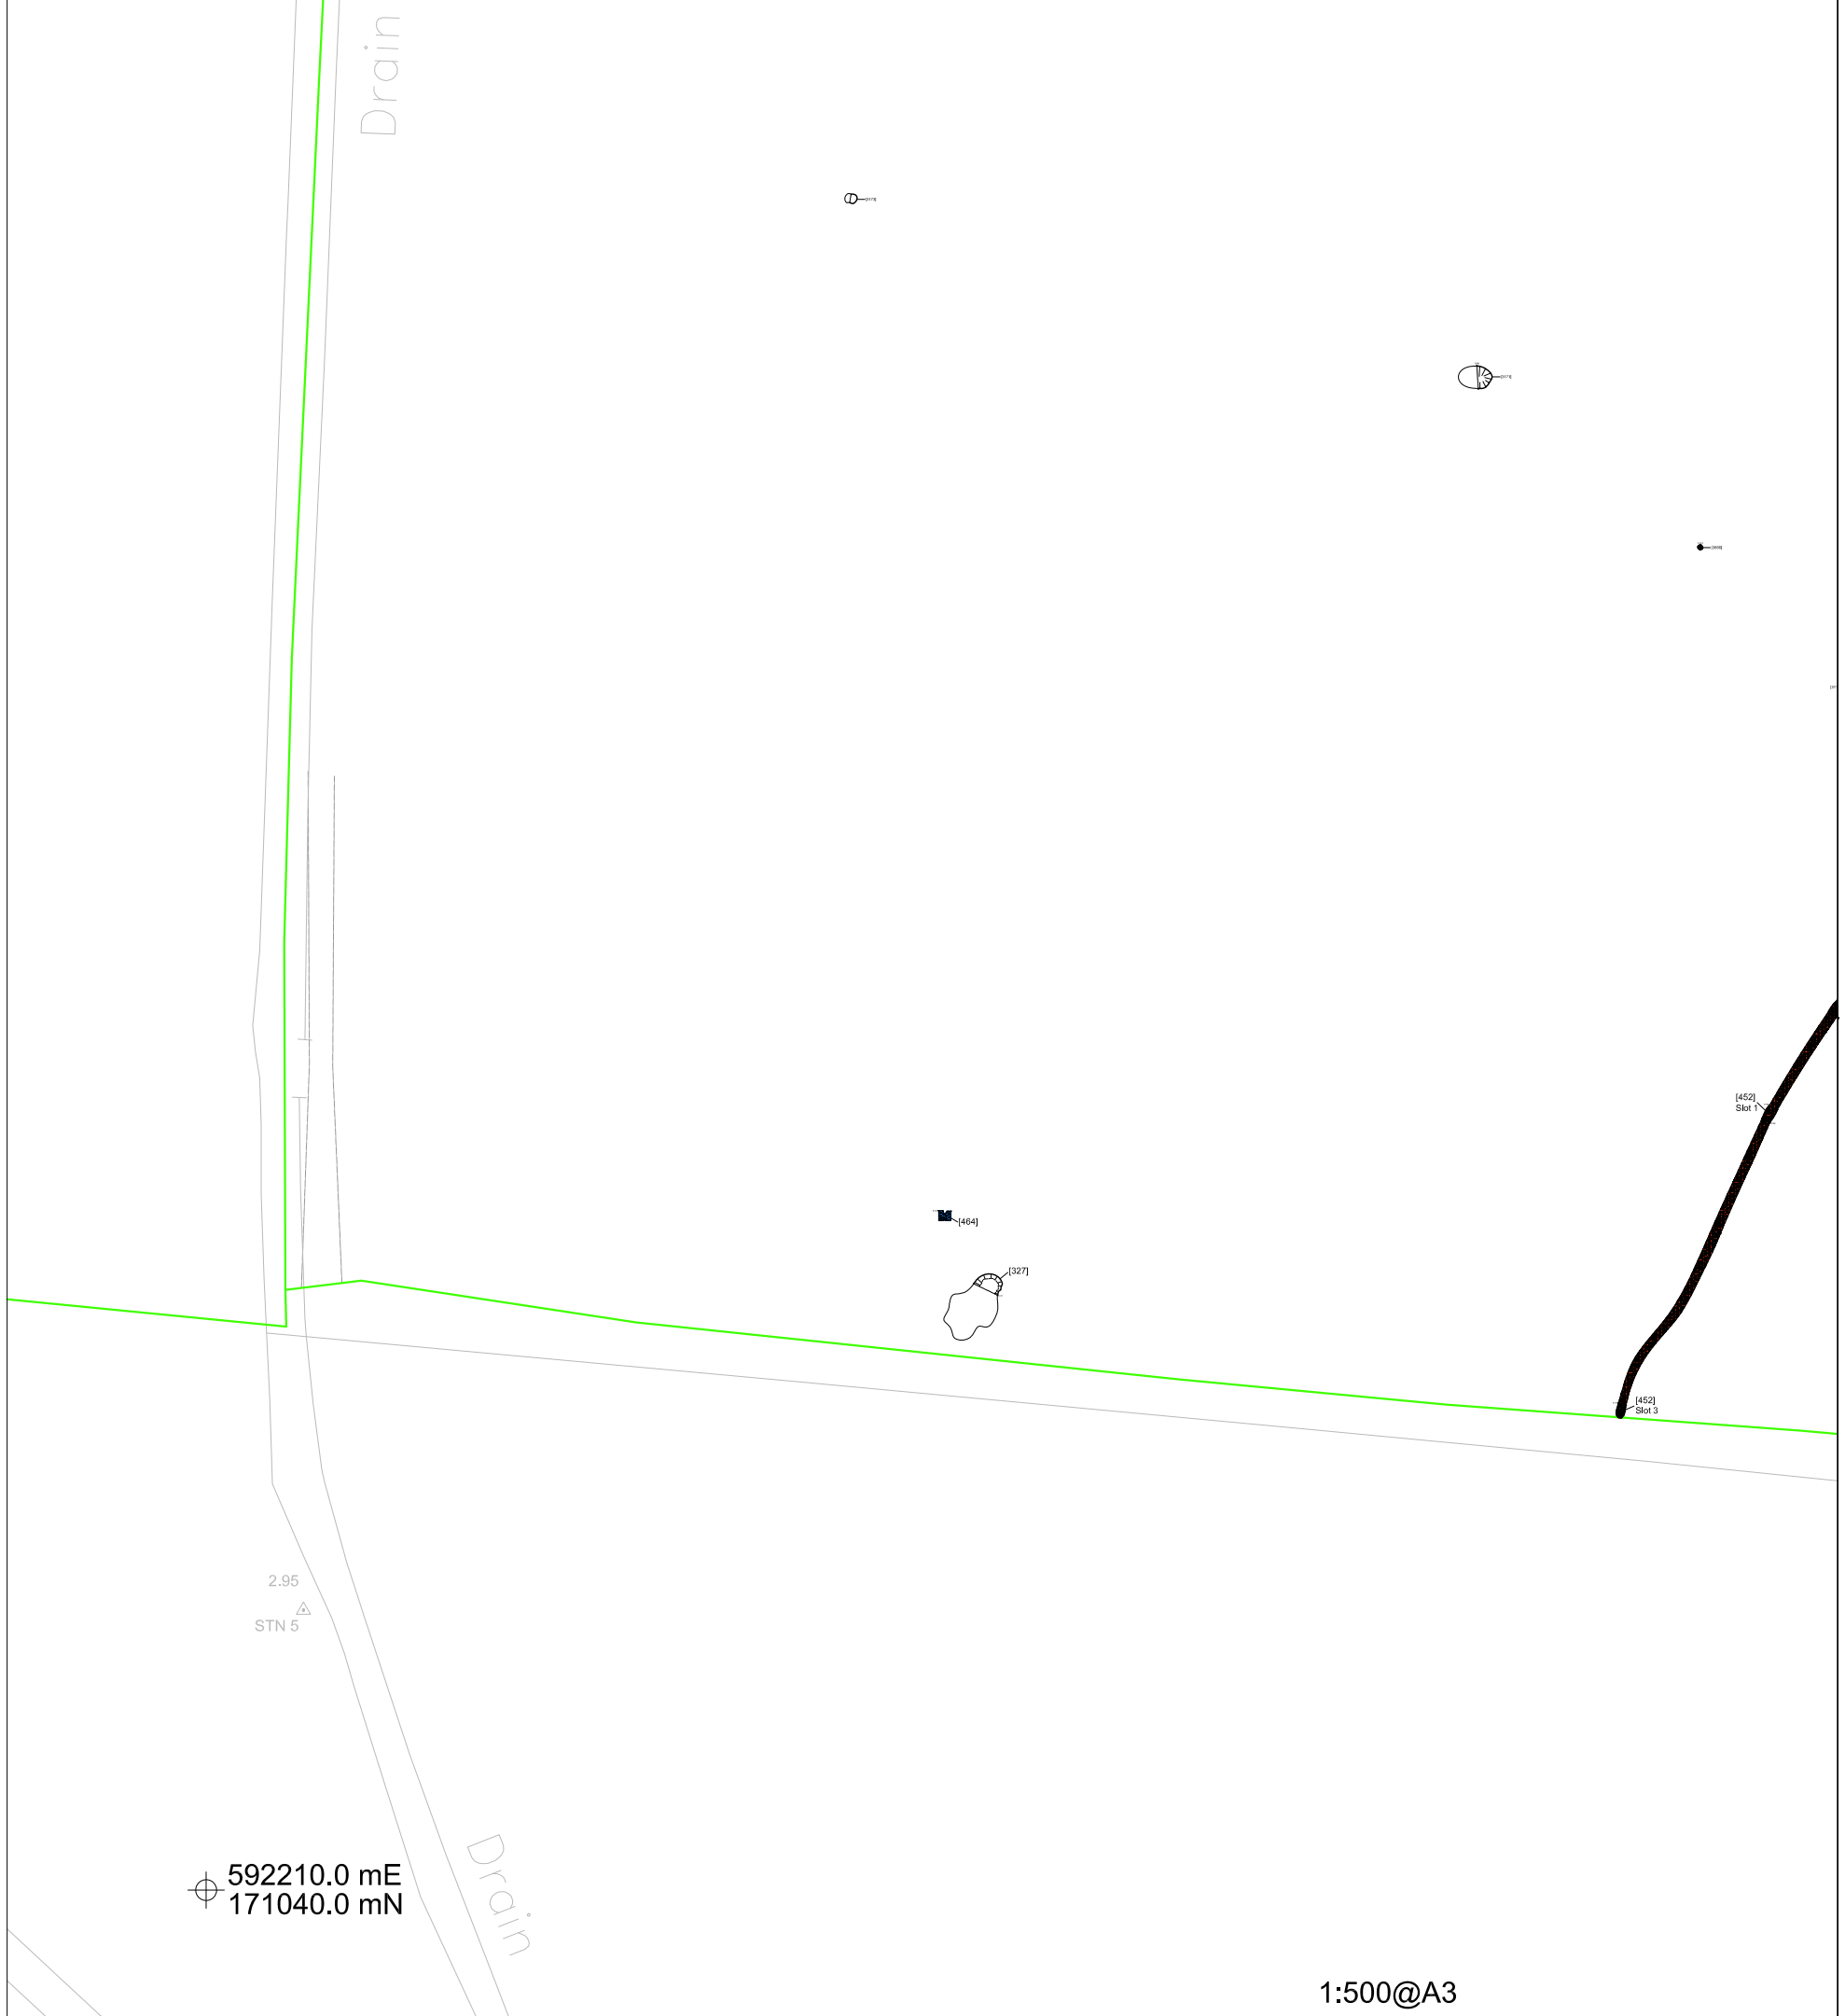 Drain
[452]
Slot 1
[464]
[327]
[452]
Slot 3
2.95
STN 5
Drain
592210.0 mE
171040.0 mN
1:500@A3